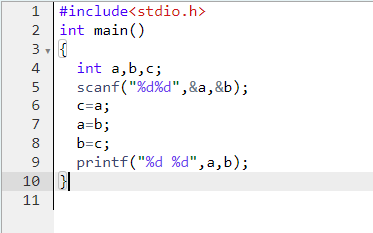 1 #include<stdio.h>
2 int main()
3 {
4 int a,b,c;
5 scanf("%d%d",&a,&b);
6 c=a;
7 a=b;
8 b=c;
9 printf("%d %d",a,b);
10 }
11